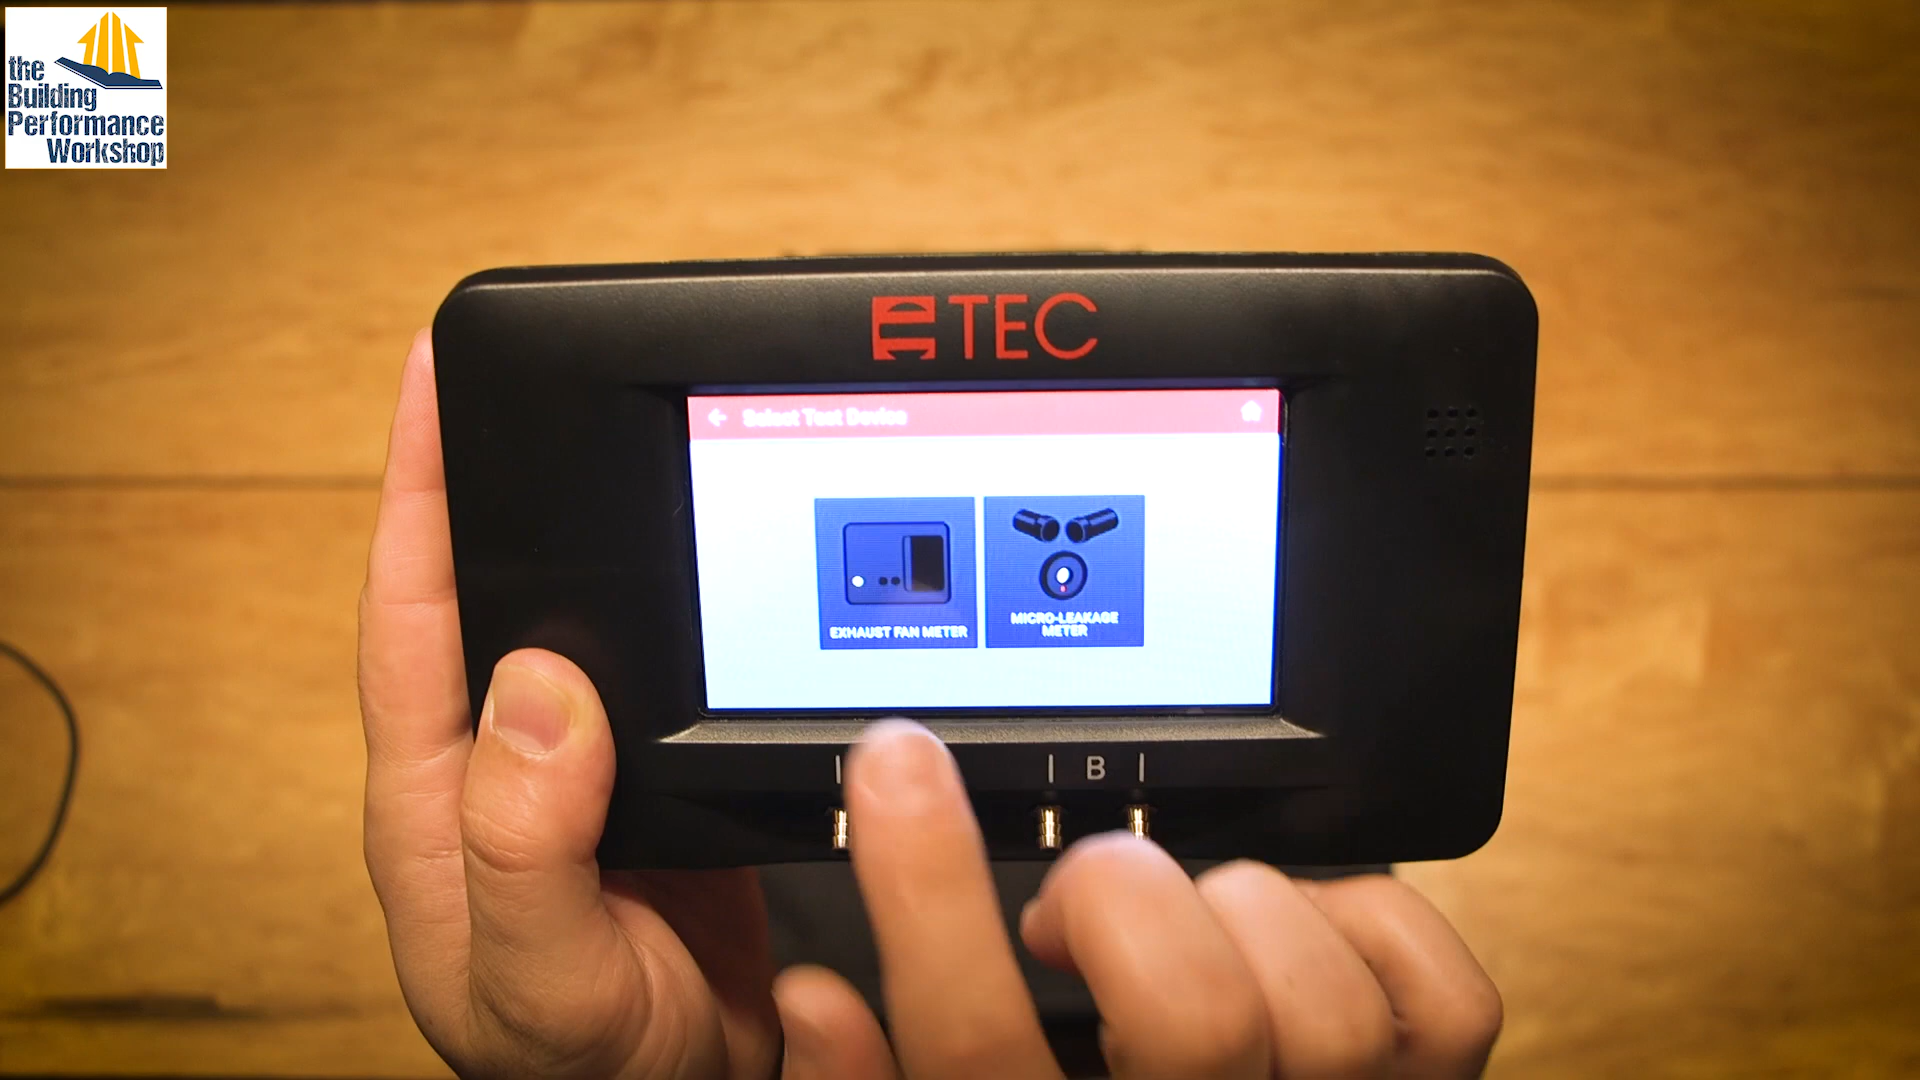 the
Building
Performance
Workshop
TEC
Select Test Device
EXHAUST FAN METER
MICRO-LEAKAGE
METER
B